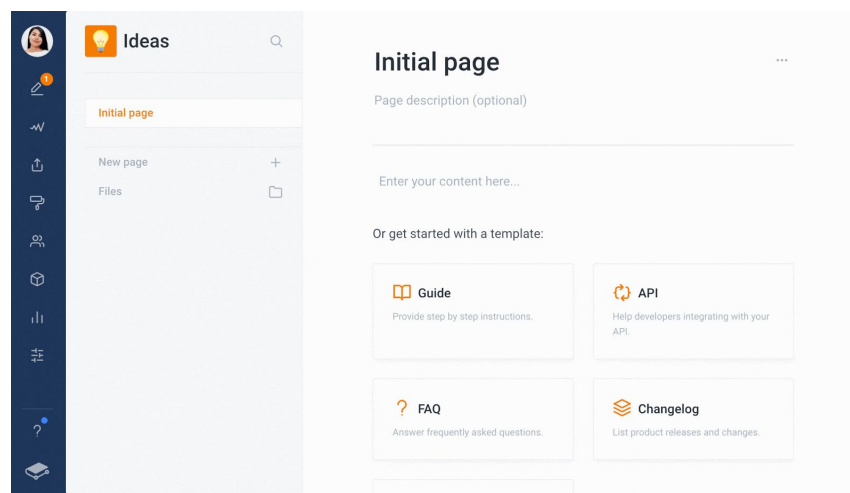 1
Ideas
Initial page
New page
Files
Initial page
...
Page description (optional)
Enter your content here...
Or get started with a template:
Guide
Provide step by step instructions.
API
Help developers integrating with your
API.
? FAQ
Answer frequently asked questions.
Changelog
List product releases and changes.
?